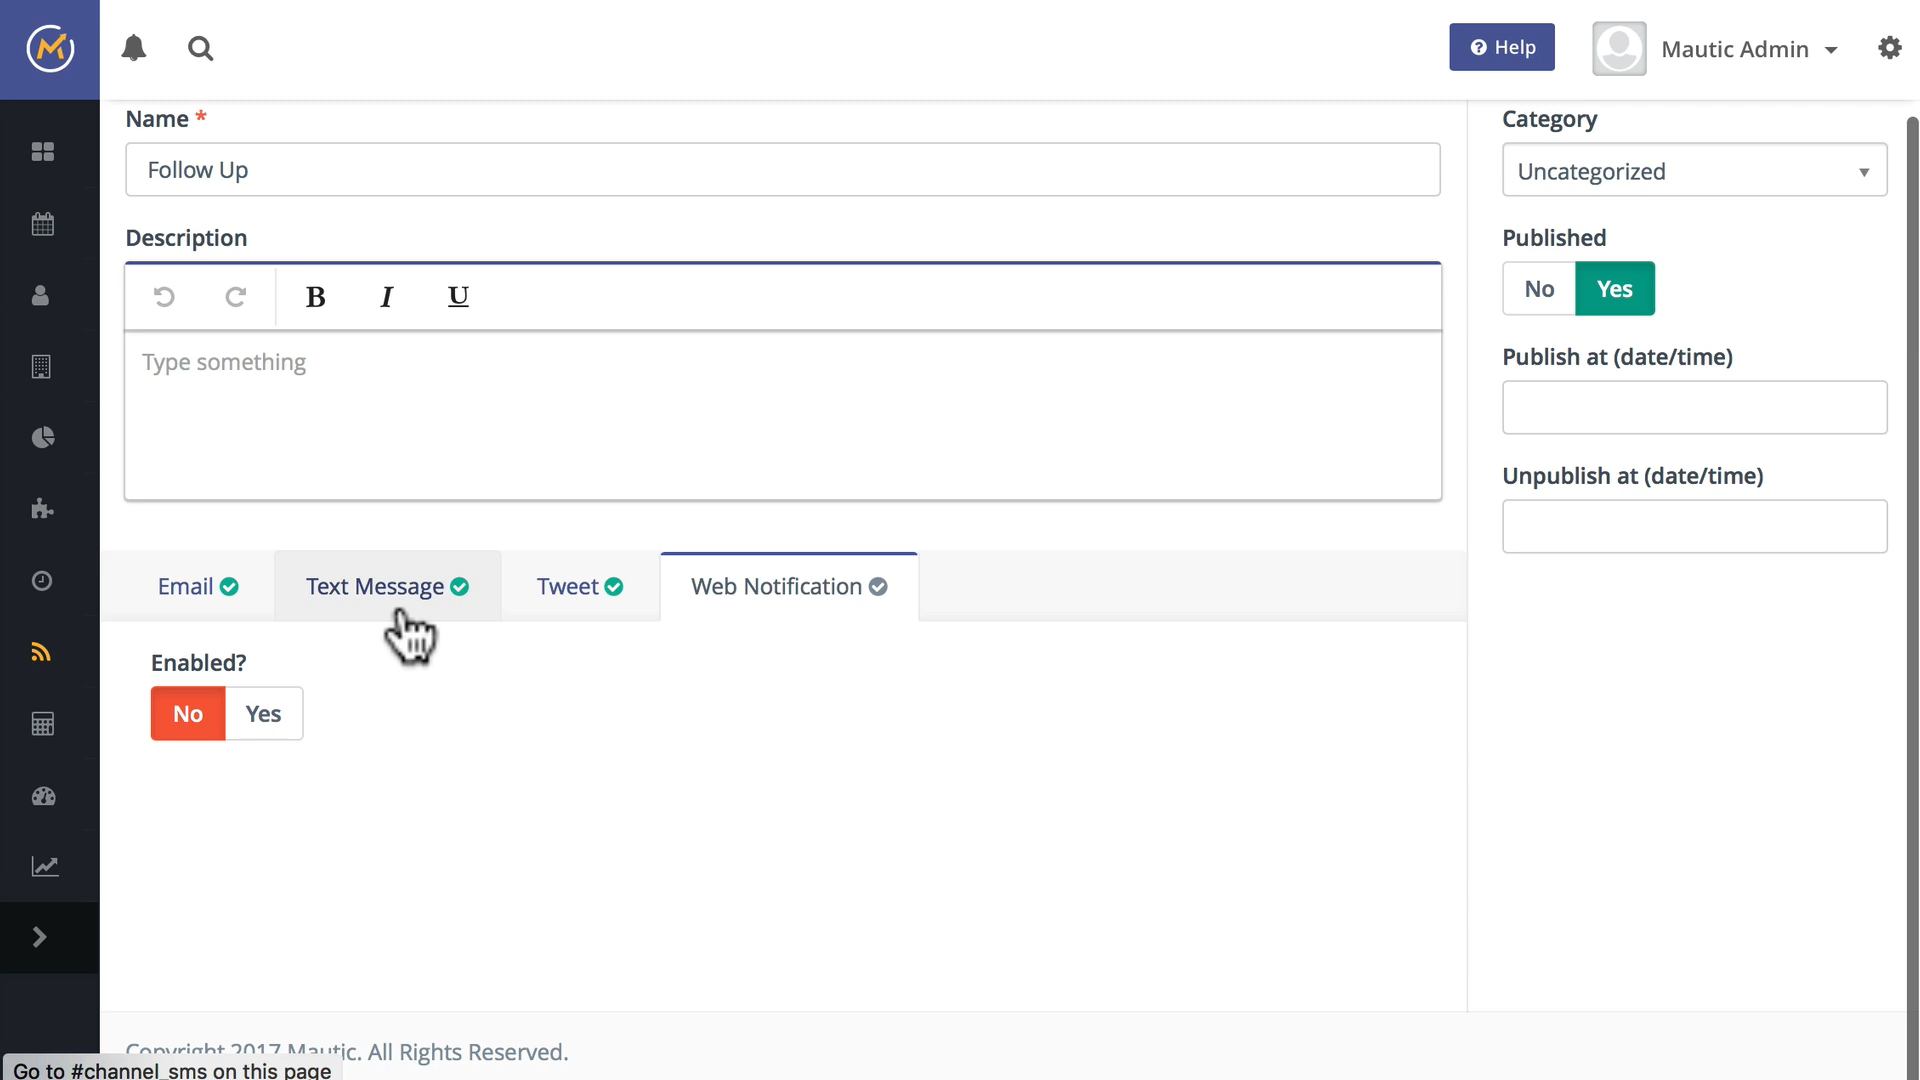 Help
Mautic Admin
Name *
Follow Up
Category
Uncategorized
Description
B I U
Type something
Published
No Yes
Publish at (date/time)
Unpublish at (date/time)
Email
Text Message
Tweet
Web Notification
Enabled?
No Yes
Copyright 2017 Mautic. All Rights Reserved.
Go to #channel_sms on this page